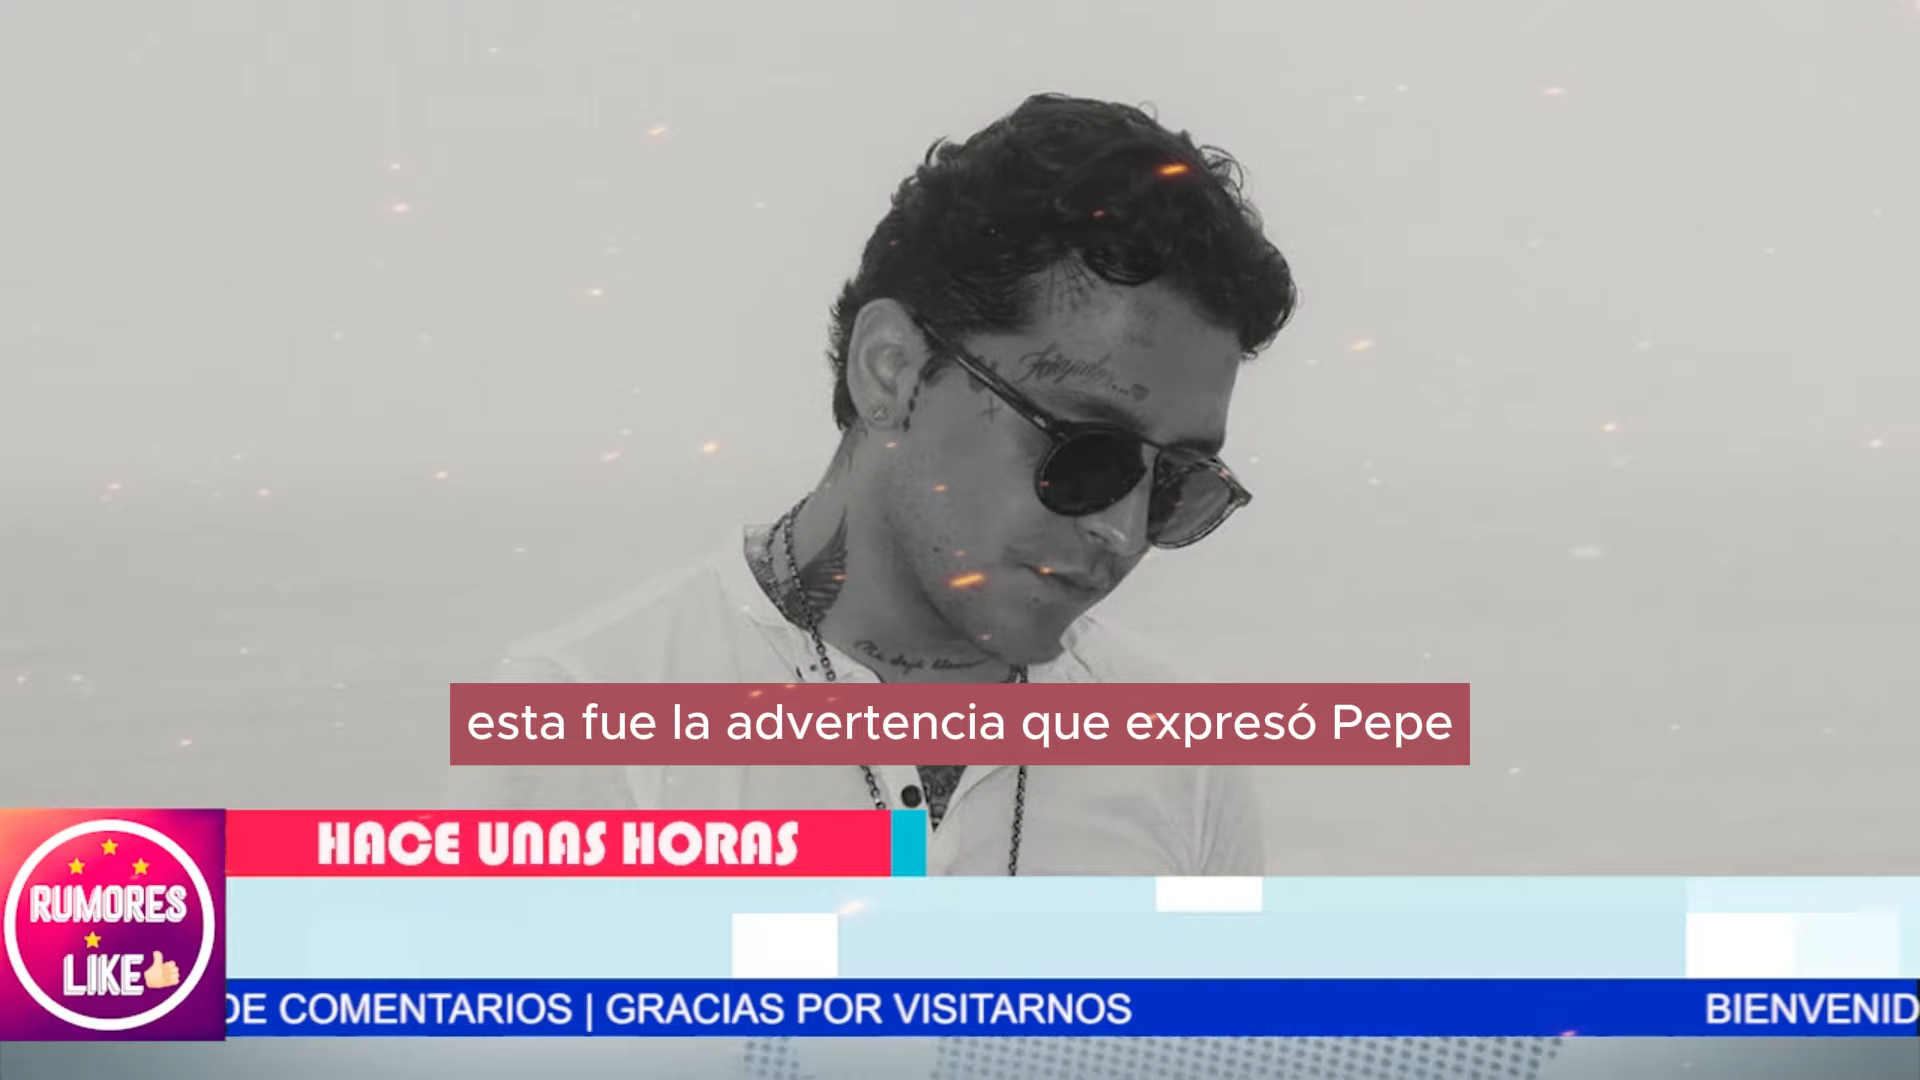 esta fue la advertencia que expresó Pepe
HACE UNAS HORAS
RUMORES
LIKE
DE COMENTARIOS | GRACIAS POR VISITARNOS
BIENVENID